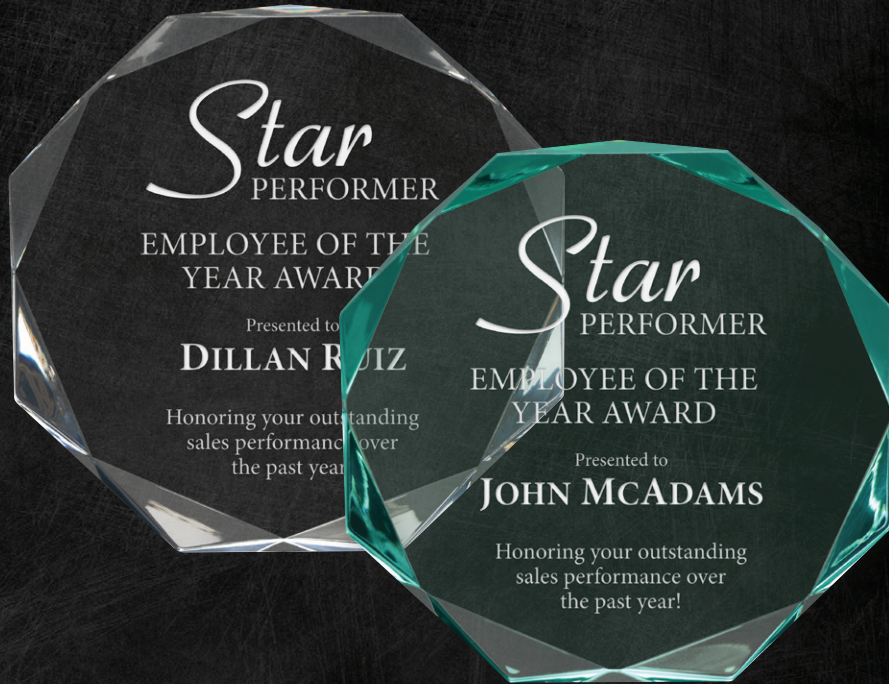 Star
PERFORMER
EMPLOYEE OF THE
YEAR AWARD
Presented to
DILLAN RUIZ
Honoring your outstanding
sales performance over
the past year
Star
PERFORMER
EMPLOYEE OF THE
YEAR AWARD
Presented to
JOHN MCADAMS
Honoring your outstanding
sales performance over
the past year!